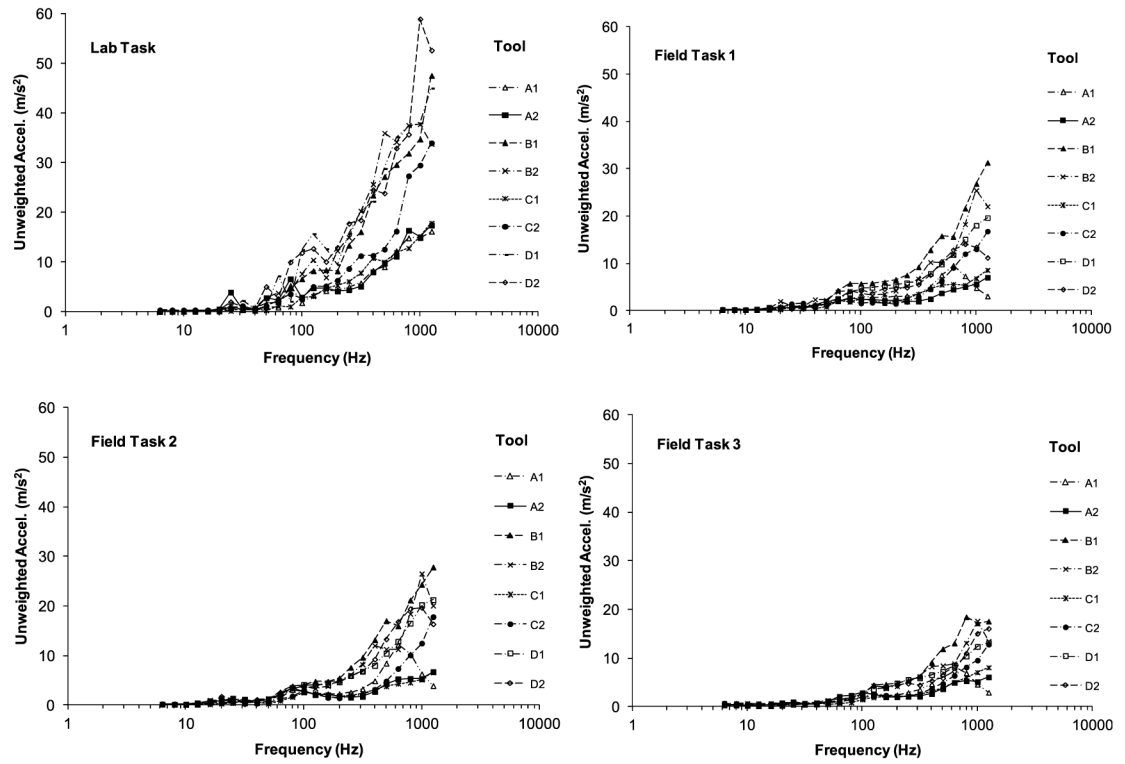 Lab Task
Tool
Unweighted Accel. (m/s²)
60
50
40
30
20
10
0
A1
A2
B1
B2
C1
C2
D1
D2
1
10
100
1000
10000
Frequency (Hz)
Field Task 1
Tool
Unweighted Accel. (m/s²)
60
50
40
30
20
10
0
A1
A2
B1
B2
C1
C2
D1
D2
1
10
100
1000
10000
Frequency (Hz)
Field Task 2
Tool
Unweighted Accel. (m/s²)
60
50
40
30
20
10
0
A1
A2
B1
B2
C1
C2
D1
D2
1
10
100
1000
10000
Frequency (Hz)
Field Task 3
Tool
Unweighted Accel. (m/s²)
60
50
40
30
20
10
0
A1
A2
B1
B2
C1
C2
D1
D2
1
10
100
1000
10000
Frequency (Hz)